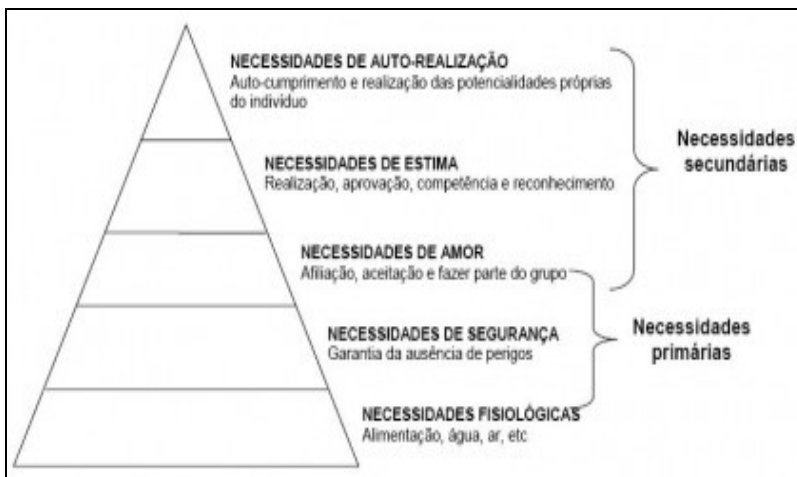 NECESSIDADES DE AUTO-REALIZAÇÃO
Auto-cumprimento e realização das potencialidades próprias
do indivíduo
NECESSIDADES DE ESTIMA
Realização, aprovação, competência e reconhecimento
Necessidades
secundárias
NECESSIDADES DE AMOR
Afiliação, aceitação e fazer parte do grupo
NECESSIDADES DE SEGURANÇA
Garantia da ausência de perigos
Necessidades
primárias
NECESSIDADES FISIOLÓGICAS
Alimentação, água, ar, etc